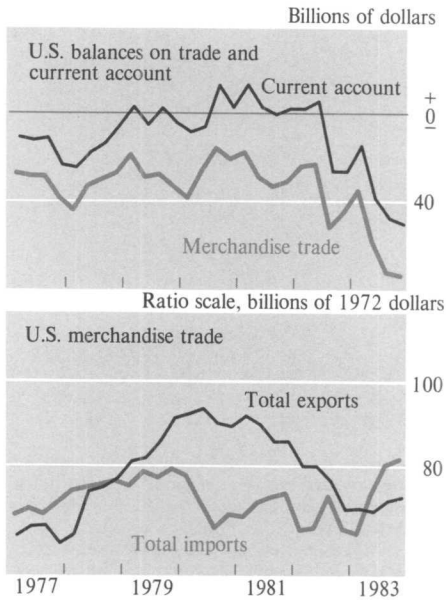 Billions of dollars
U.S. balances on trade and
currrent account
Current account
+
0
−
40
Merchandise trade
Ratio scale, billions of 1972 dollars
U.S. merchandise trade
100
Total exports
80
Total imports
1977 1979 1981 1983